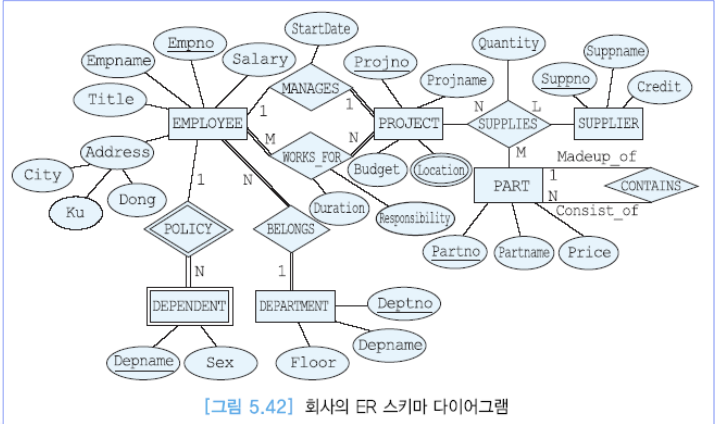 StartDate
Empno
Empname
Salary
Title
Projno
Projname
Quantity
Suppname
Suppno
Credit
MANAGES
1
1
EMPLOYEE
PROJECT
N
L
SUPPLIES
SUPPLIER
M
N
WORKS_FOR
M
Address
City
Ku
Dong
Budget
Location
Madeup_of
PART
1
CONTAINS
N
Consist_of
1
N
Duration
Responsibility
POLICY
BELONGS
Partno
Partname
Price
N
1
DEPENDENT
DEPARTMENT
Deptno
Depname
Depname
Sex
Floor
[그림 5.42] 회사의 ER 스키마 다이어그램